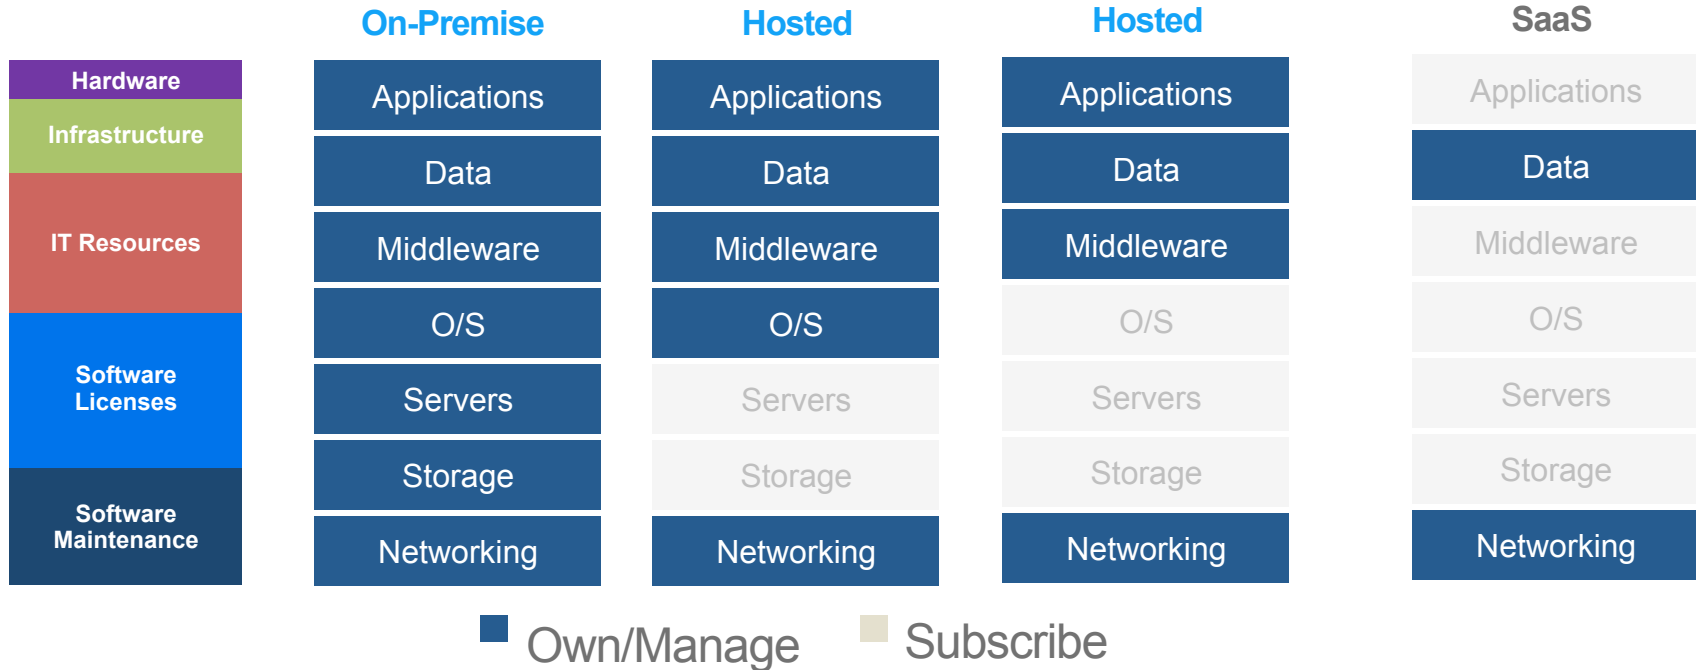 On-Premise
Hosted
Hosted
SaaS
Hardware
Infrastructure
IT Resources
Software
Licenses
Software
Maintenance
Applications
Data
Middleware
O/S
Servers
Storage
Networking
Applications
Data
Middleware
O/S
Servers
Storage
Networking
Applications
Data
Middleware
O/S
Servers
Storage
Networking
Applications
Data
Middleware
O/S
Servers
Storage
Networking
Own/Manage
Subscribe